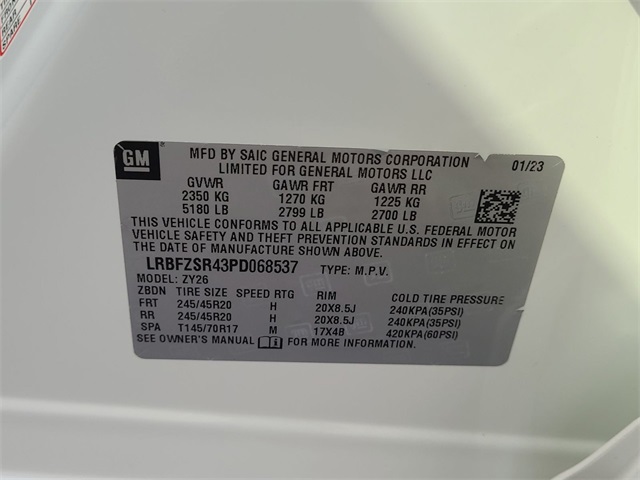 SPARE
GM
MFD BY SAIC GENERAL MOTORS CORPORATION 01/23
LIMITED FOR GENERAL MOTORS LLC
GVWR GAWR FRT GAWR RR
2350 KG 1270 KG 1225 KG
5180 LB 2799 LB 2700 LB
THIS VEHICLE CONFORMS TO ALL APPLICABLE U.S. FEDERAL MOTOR
VEHICLE SAFETY AND THEFT PREVENTION STANDARDS IN EFFECT ON
THE DATE OF MANUFACTURE SHOWN ABOVE.
LRBFZSR43PD068537 TYPE: M.P.V.
MODEL: ZY26
ZBDN TIRE SIZE SPEED RTG RIM COLD TIRE PRESSURE
FRT 245/45R20 H 20X8.5J 240KPA(35PSI)
RR 245/45R20 H 20X8.5J 240KPA(35PSI)
SPA T145/70R17 M 17X4B 420KPA(60PSI)
SEE OWNER'S MANUAL FOR MORE INFORMATION.